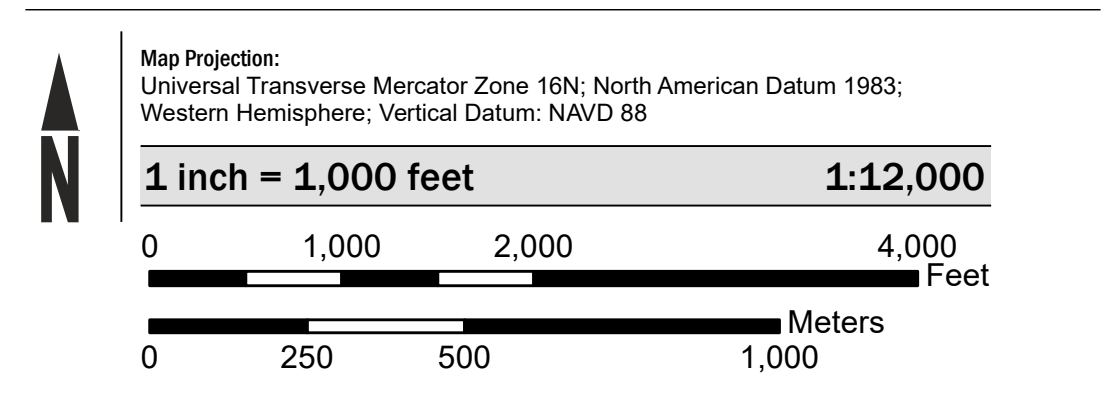 N
Map Projection:
Universal Transverse Mercator Zone 16N; North American Datum 1983;
Western Hemisphere; Vertical Datum: NAVD 88
1 inch = 1,000 feet 1:12,000
0 1,000 2,000 4,000
Feet
Meters
0 250 500 1,000